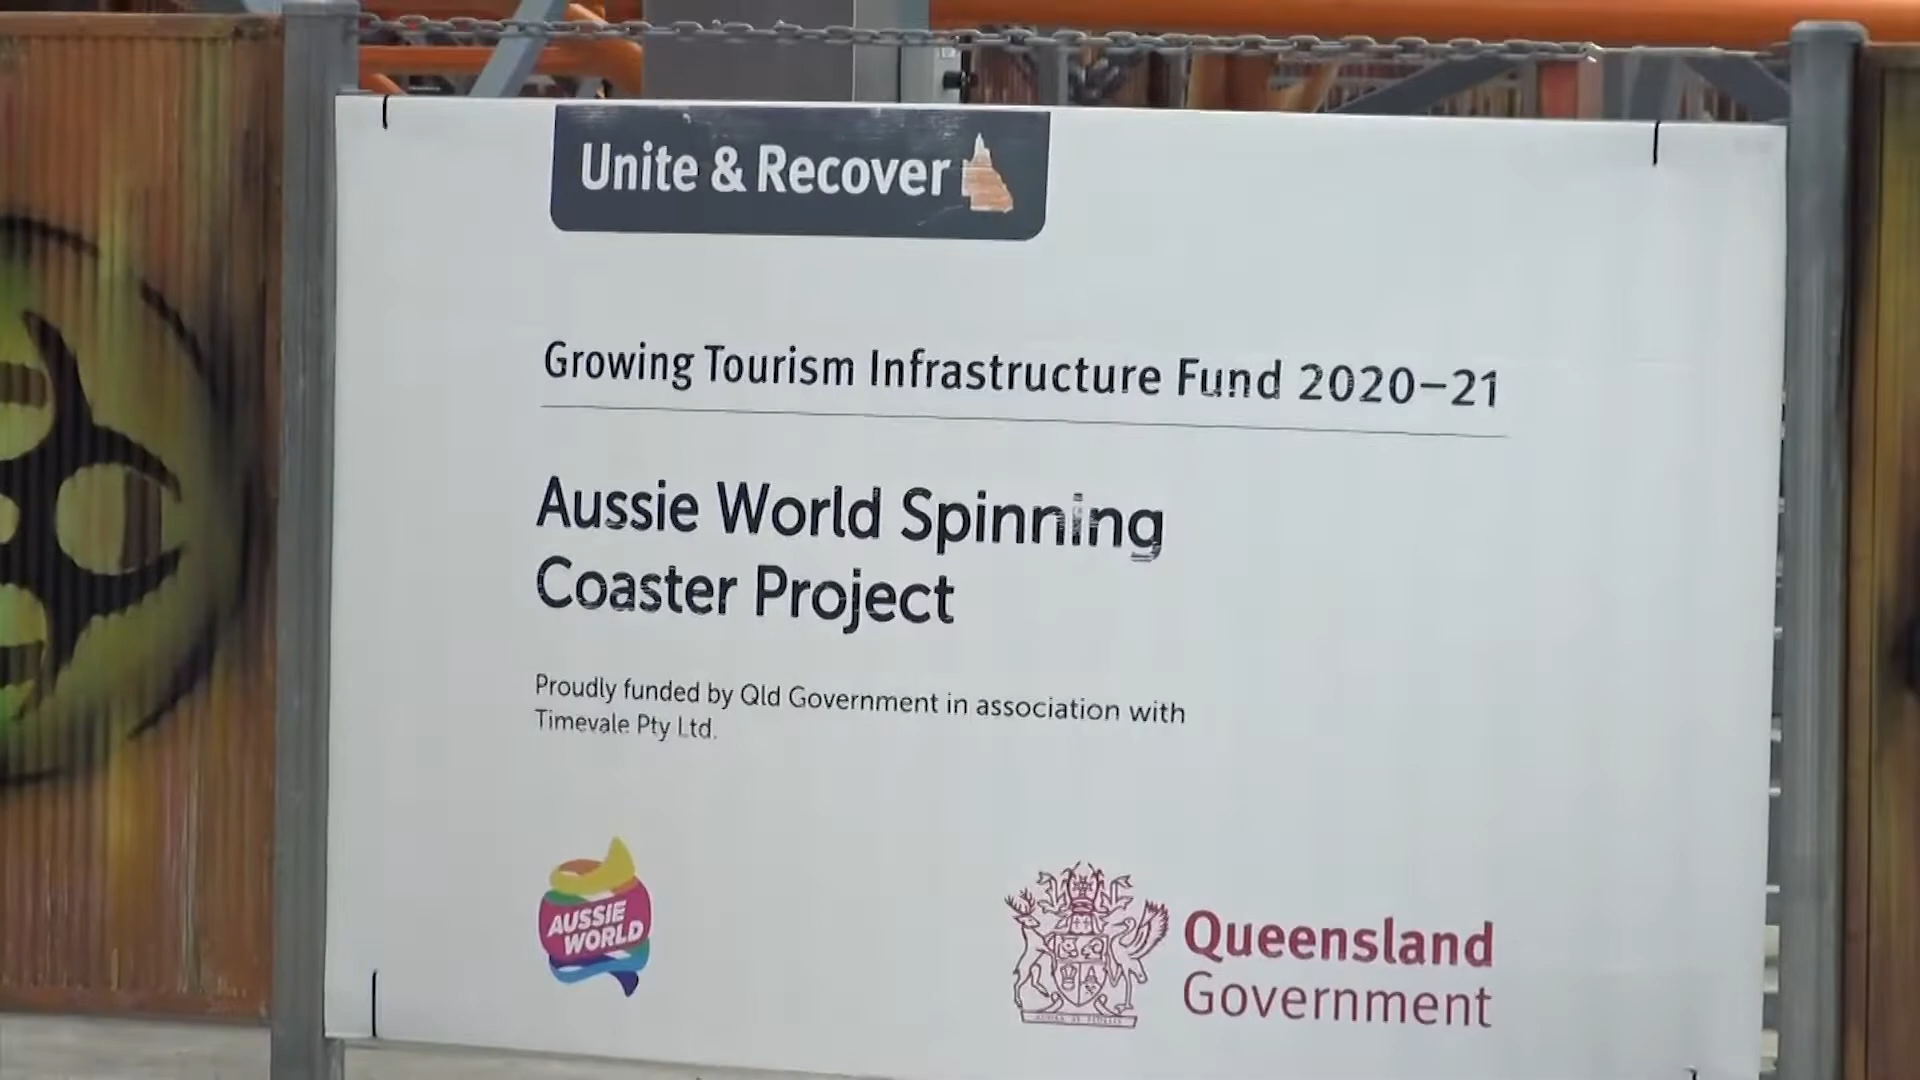 Unite & Recover
Growing Tourism Infrastructure Fund 2020–21
Aussie World Spinning
Coaster Project
Proudly funded by Qld Government in association with
Timevale Pty Ltd.
AUSSIE
WORLD
Queensland
Government